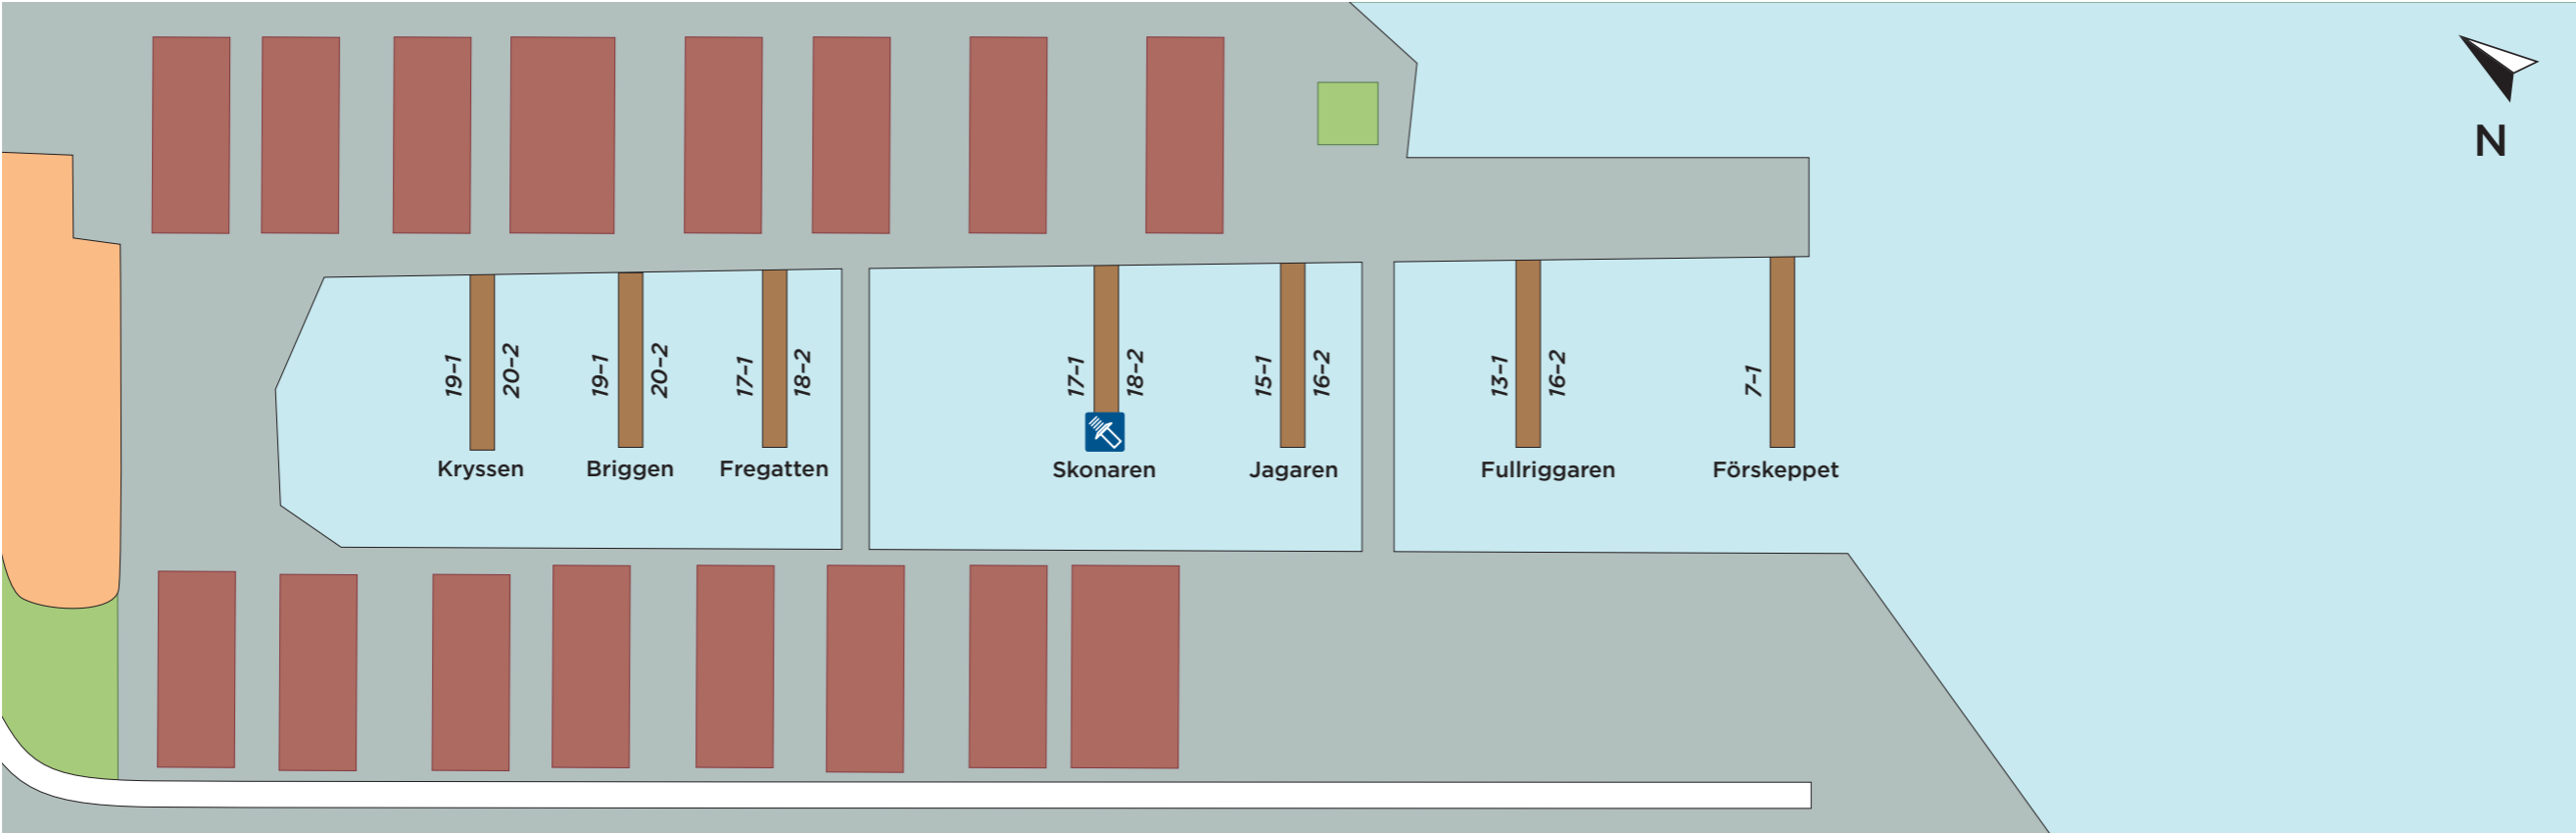 N
19-1
20-2
19-1
20-2
17-1
18-2
17-1
18-2
15-1
16-2
13-1
16-2
7-1
Kryssen
Briggen
Fregatten
Skonaren
Jagaren
Fullriggaren
Förskeppet